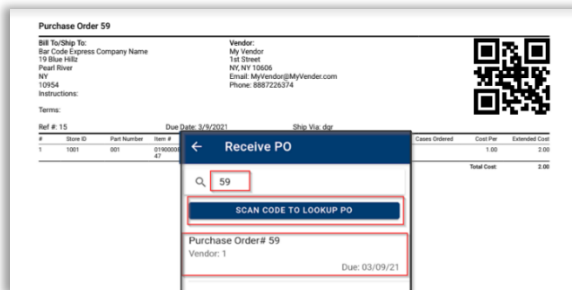 Purchase Order 59
Bill To/Ship To:
Bar Code Express Company Name
19 Blue Hillz
Pearl River
NY
10954
Instructions:
Terms:
Vendor:
My Vendor
1st Street
NY, NY 10606
Email: MyVendor@MyVender.com
Phone: 8887226374
Ref #: 15 Due Date: 3/9/2021 Ship Via: dgr
# Store ID Part Number Item # Cases Ordered Cost Per Extended Cost
1 1001 001 01900000 1.00 2.00
47
Total Cost: 2.00
Receive PO
59
SCAN CODE TO LOOKUP PO
Purchase Order# 59
Vendor: 1
Due: 03/09/21